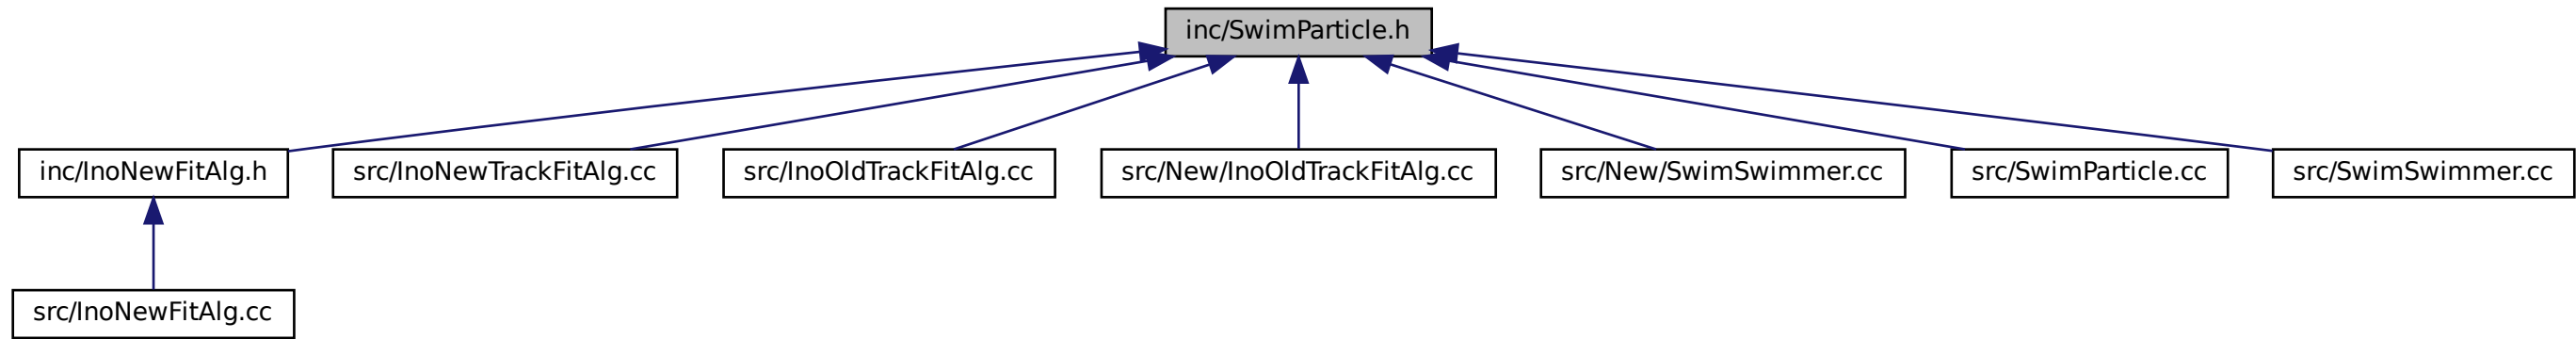 inc/SwimParticle.h
inc/InoNewFitAlg.h
src/InoNewTrackFitAlg.cc
src/InoOldTrackFitAlg.cc
src/New/InoOldTrackFitAlg.cc
src/New/SwimSwimmer.cc
src/SwimParticle.cc
src/SwimSwimmer.cc
src/InoNewFitAlg.cc